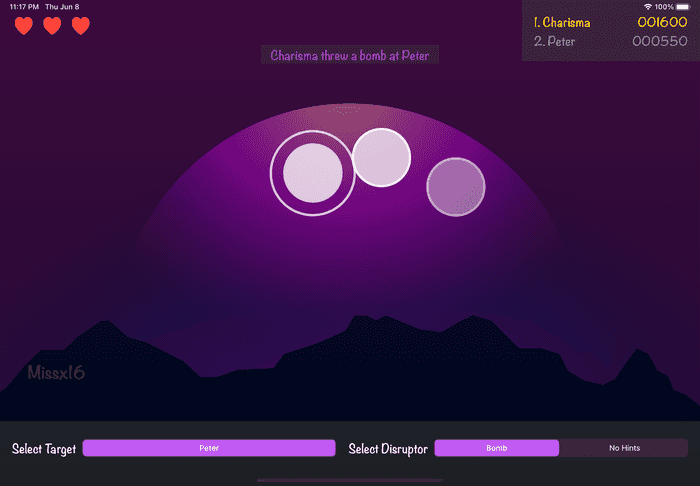 11:17 PM Thu Jun 8
100%
1. Charisma 001600
2. Peter 000550
Charisma threw a bomb at Peter
Missx16
Select Target Peter Select Disruptor Bomb No Hints